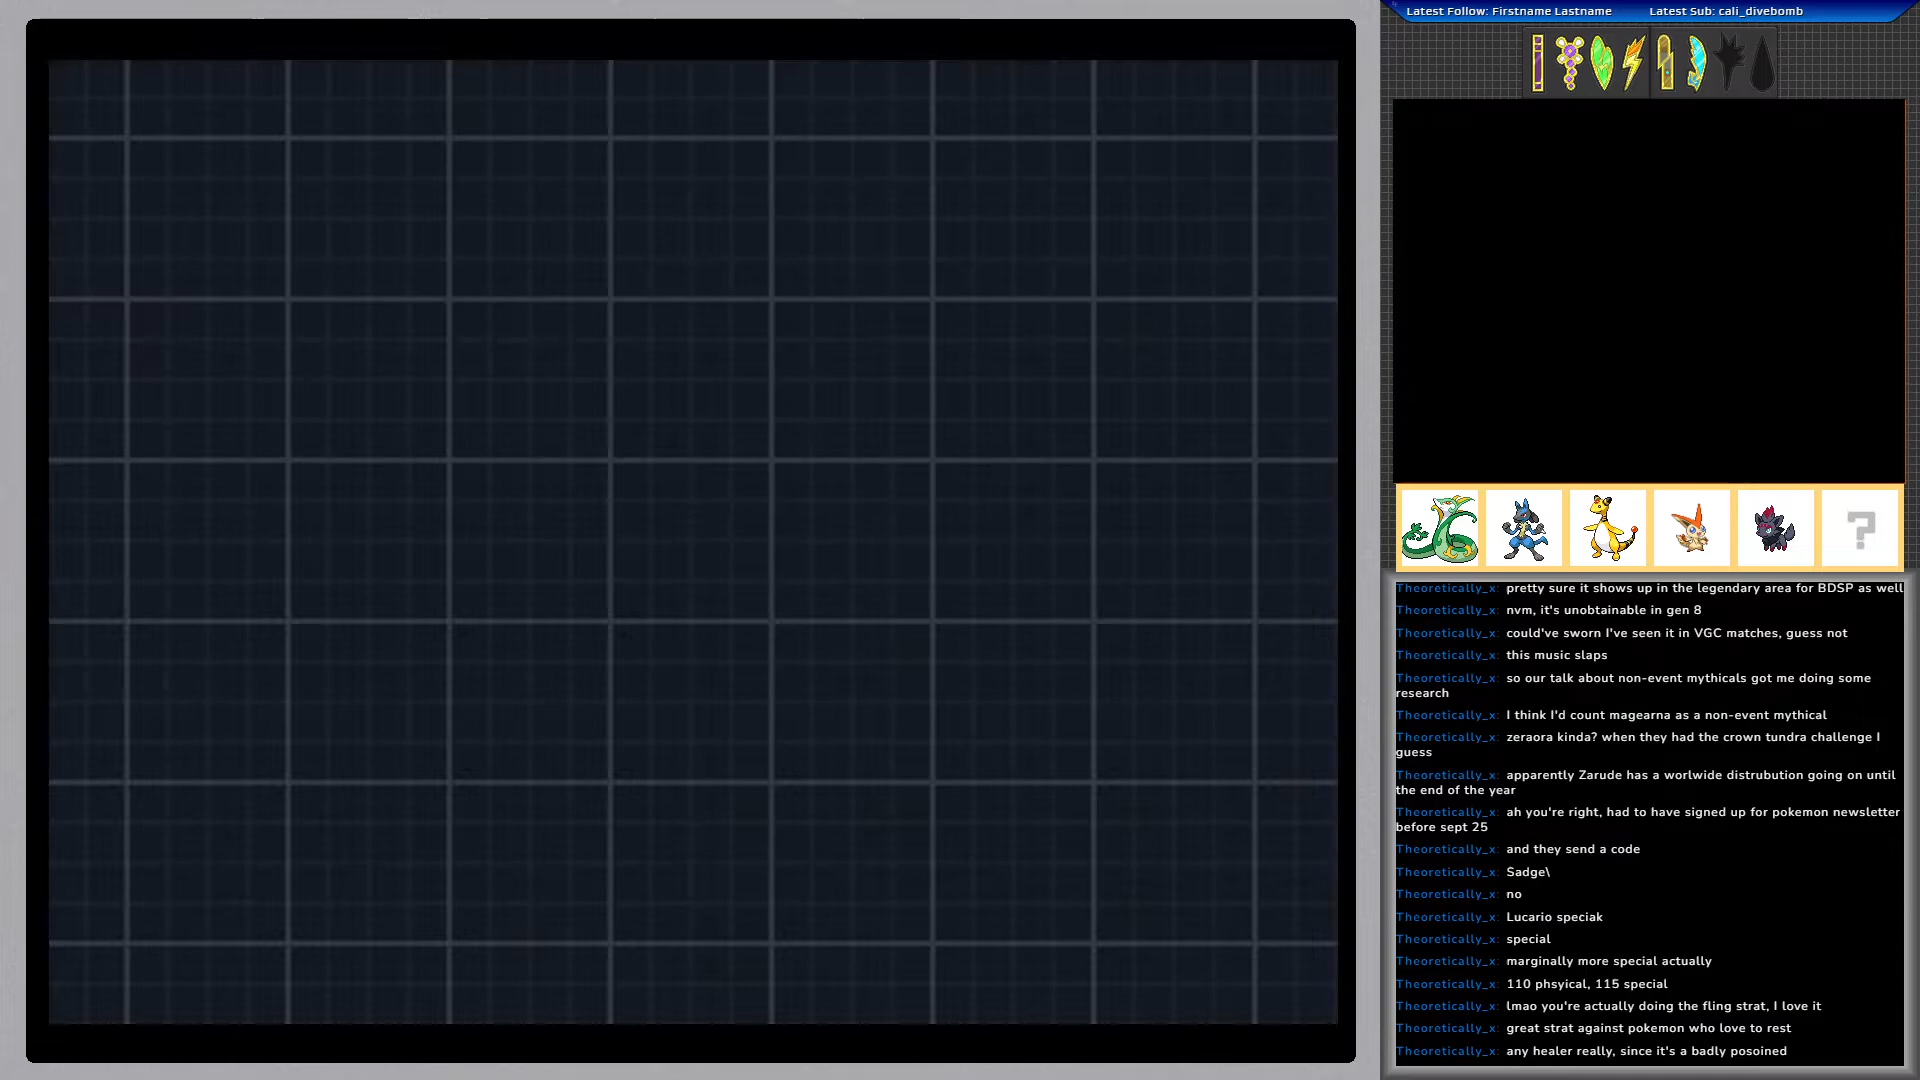 Latest Follow: Firstname Lastname Latest Sub: cali_divebomb
?
Theoretically_x: pretty sure it shows up in the legendary area for BDSP as well
Theoretically_x: nvm, it's unobtainable in gen 8
Theoretically_x: could've sworn I've seen it in VGC matches, guess not
Theoretically_x: this music slaps
Theoretically_x: so our talk about non-event mythicals got me doing some
research
Theoretically_x: I think I'd count magearna as a non-event mythical
Theoretically_x: zeraora kinda? when they had the crown tundra challenge I
guess
Theoretically_x: apparently Zarude has a worlwide distrubution going on until
the end of the year
Theoretically_x: ah you're right, had to have signed up for pokemon newsletter
before sept 25
Theoretically_x: and they send a code
Theoretically_x: Sadge\
Theoretically_x: no
Theoretically_x: Lucario speciak
Theoretically_x: special
Theoretically_x: marginally more special actually
Theoretically_x: 110 phsyical, 115 special
Theoretically_x: lmao you're actually doing the fling strat, I love it
Theoretically_x: great strat against pokemon who love to rest
Theoretically_x: any healer really, since it's a badly posoined